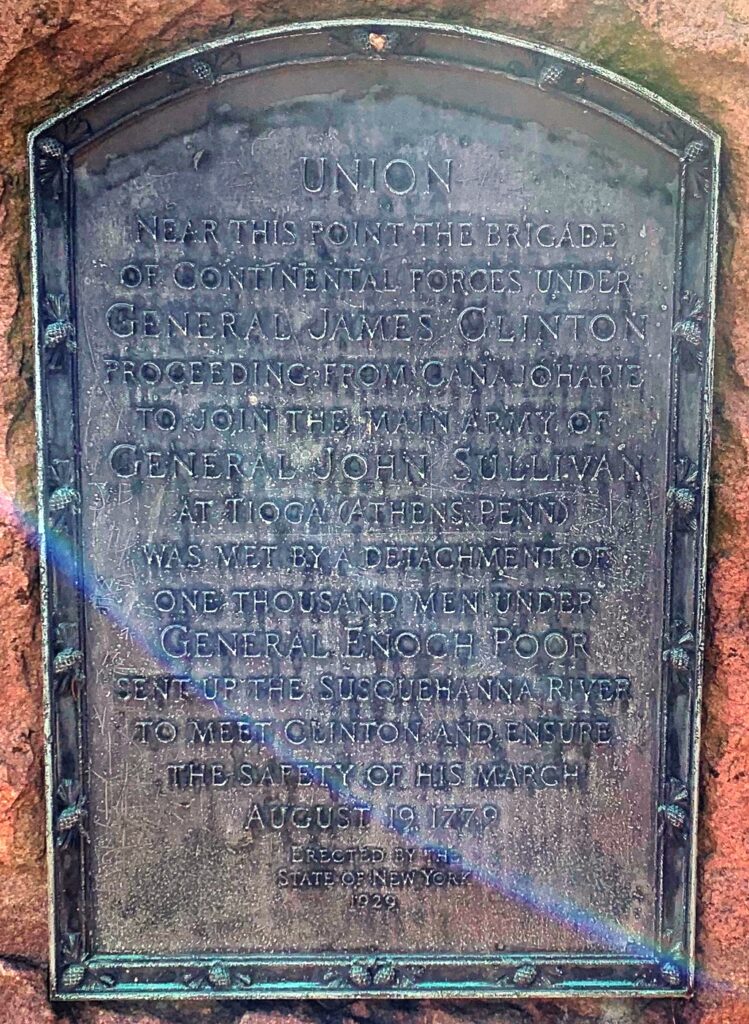 UNION
NEAR THIS POINT THE BRIGADE
OF CONTINENTAL FORCES UNDER
GENERAL JAMES CLINTON
PROCEEDING FROM CANAJOHARIE
TO JOIN THE MAIN ARMY OF
GENERAL JOHN SULLIVAN
AT TIOGA (ATHENS, PENN)
WAS MET BY A DETACHMENT OF
ONE THOUSAND MEN UNDER
GENERAL ENOCH POOR
SENT UP THE SUSQUEHANNA RIVER
TO MEET CLINTON AND ENSURE
THE SAFETY OF HIS MARCH
AUGUST 19, 1779
ERECTED BY THE
STATE OF NEW YORK
1929